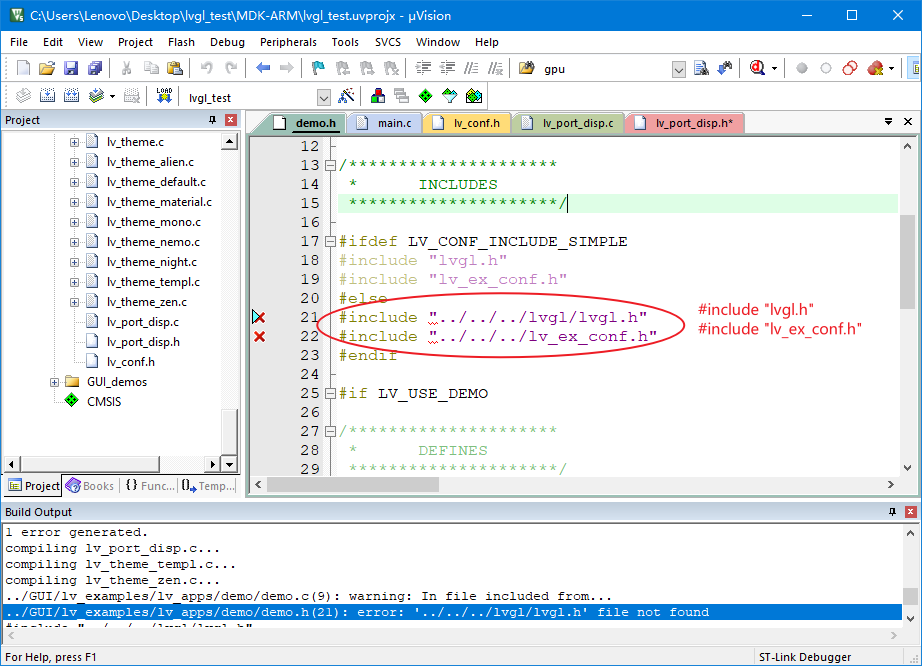 C:\Users\Lenovo\Desktop\lvgl_test\MDK-ARM\lvgl_test.uvprojx - µVision
File Edit View Project Flash Debug Peripherals Tools SVCS Window Help
gpu
LOAD lvgl_test
Project
demo.h main.c lv_conf.h lv_port_disp.c lv_port_disp.h*
lv_theme.c
lv_theme_alien.c
lv_theme_default.c
lv_theme_material.c
lv_theme_mono.c
lv_theme_nemo.c
lv_theme_night.c
lv_theme_templ.c
lv_theme_zen.c
lv_port_disp.c
lv_port_disp.h
lv_conf.h
GUI_demos
CMSIS
Project Books {} Func... {} Temp...
12
13 /*********************
14 * INCLUDES
15 *********************/
16
17 #ifdef LV_CONF_INCLUDE_SIMPLE
18 #include "lvgl.h"
19 #include "lv_ex_conf.h"
20 #else
21 #include "../../../lvgl/lvgl.h"
22 #include "../../../lv_ex_conf.h"
23 #endif
24
25 #if LV_USE_DEMO
26
27 /*********************
28 * DEFINES
29 *********************/
#include "lvgl.h"
#include "lv_ex_conf.h"
Build Output
1 error generated.
compiling lv_port_disp.c...
compiling lv_theme_templ.c...
compiling lv_theme_zen.c...
../GUI/lv_examples/lv_apps/demo/demo.c(9): warning: In file included from...
../GUI/lv_examples/lv_apps/demo/demo.h(21): error: '../../../lvgl/lvgl.h' file not found
#include "../../../lvgl/lvgl.h"
For Help, press F1 ST-Link Debugger